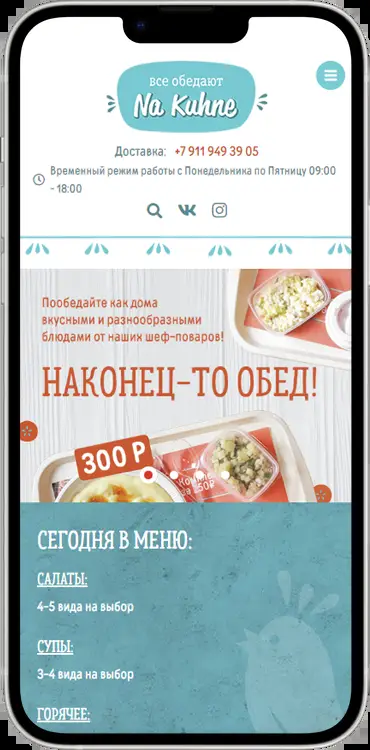 все обедают
Na Kuhne
Доставка: +7 911 949 39 05
Временный режим работы с Понедельника по Пятницу 09:00
- 18:00
Пообедайте как дома
вкусными и разнообразными
блюдами от наших шеф-поваров!
НАКОНЕЦ-ТО ОБЕД!
300 Р
250Р
СЕГОДНЯ В МЕНЮ:
САЛАТЫ:
4-5 вида на выбор
СУПЫ:
3-4 вида на выбор
ГОРЯЧЕЕ: